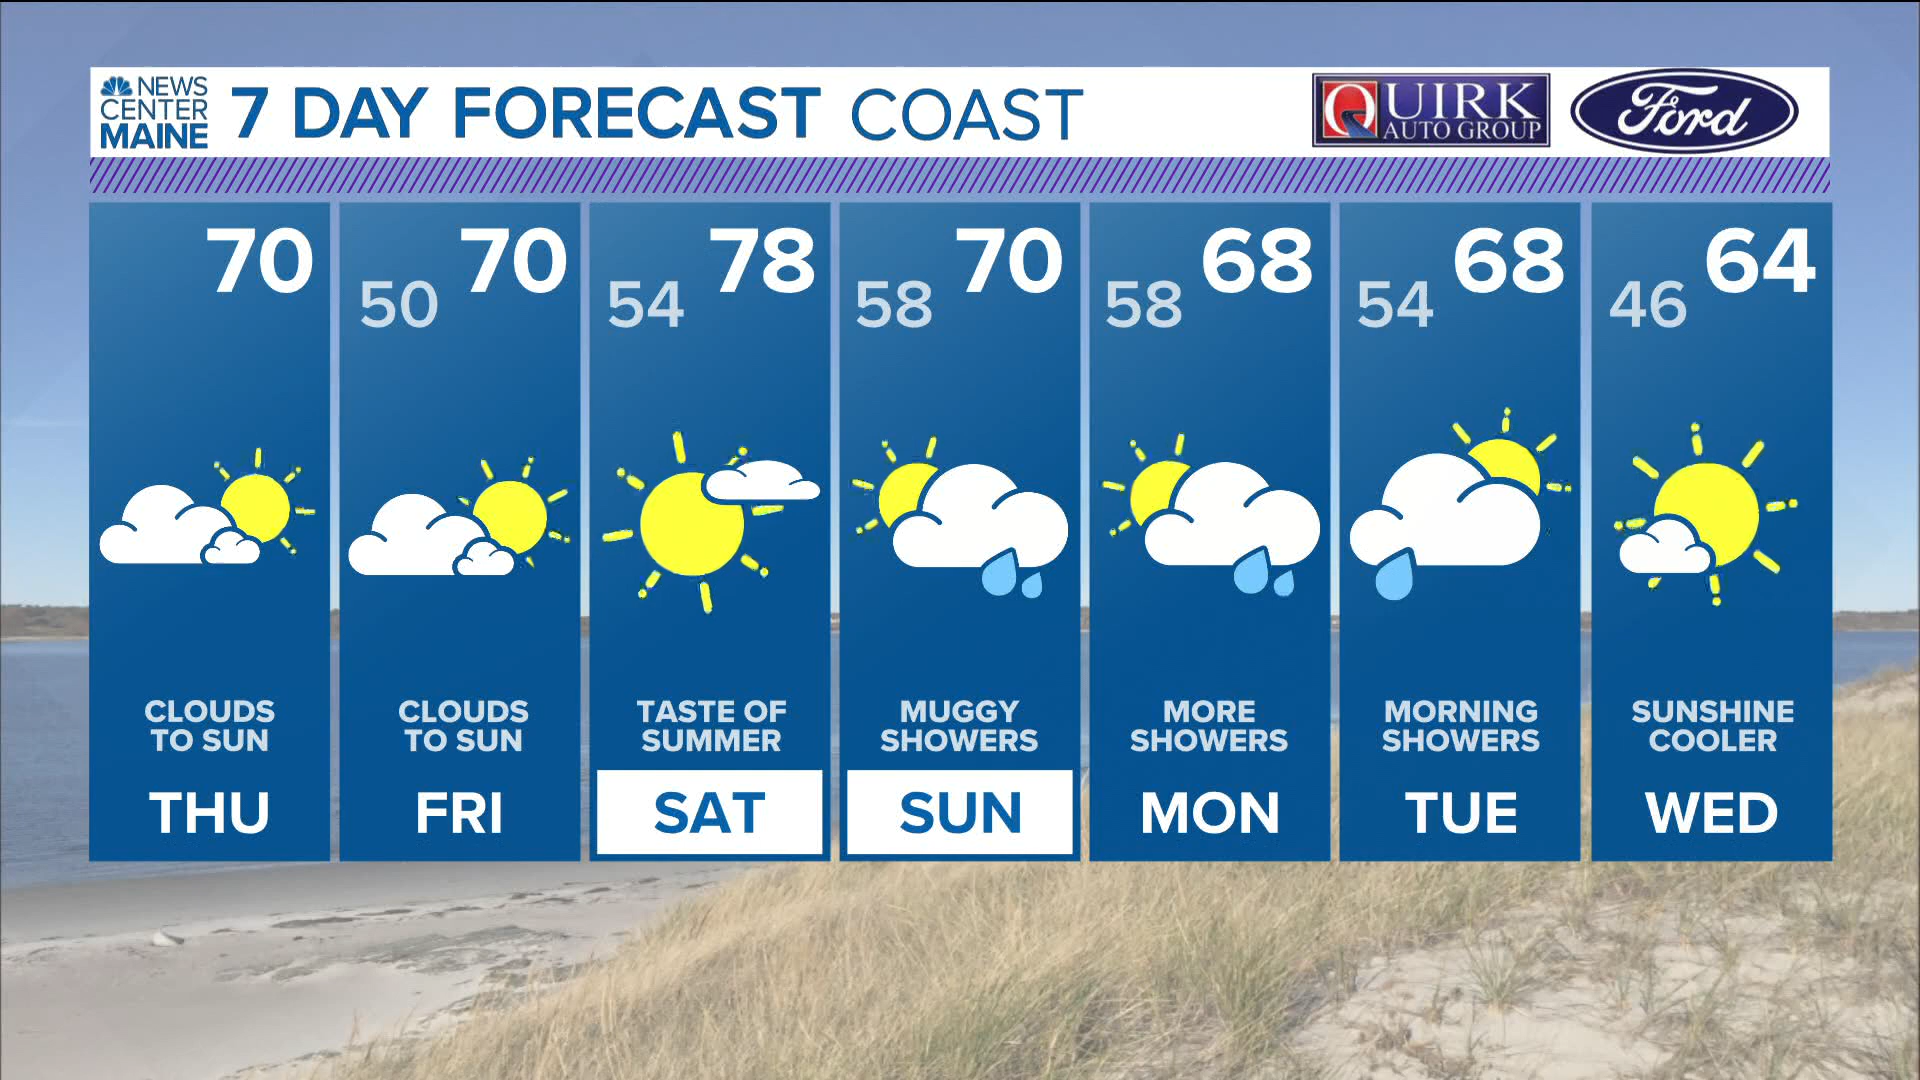 NEWS
CENTER
MAINE
7 DAY FORECAST COAST
QUIRK
AUTO GROUP
Ford
70
50 70
54 78
58 70
58 68
54 68
46 64
CLOUDS
TO SUN
THU
CLOUDS
TO SUN
FRI
TASTE OF
SUMMER
SAT
MUGGY
SHOWERS
SUN
MORE
SHOWERS
MON
MORNING
SHOWERS
TUE
SUNSHINE
COOLER
WED